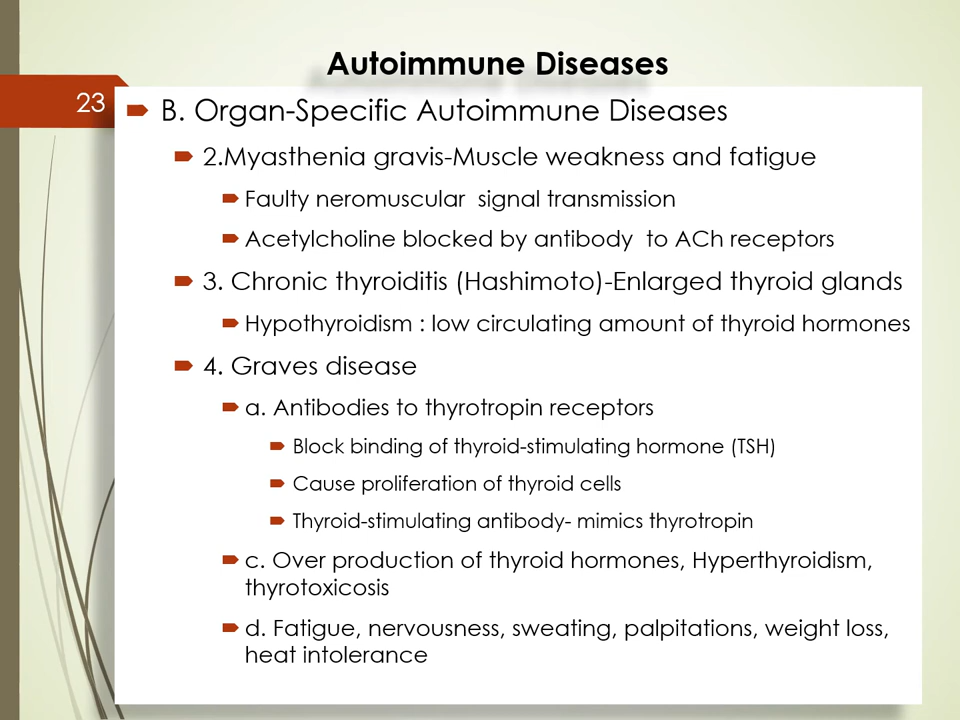 Autoimmune Diseases
23
B. Organ-Specific Autoimmune Diseases
2.Myasthenia gravis-Muscle weakness and fatigue
Faulty neromuscular signal transmission
Acetylcholine blocked by antibody to ACh receptors
3. Chronic thyroiditis (Hashimoto)-Enlarged thyroid glands
Hypothyroidism : low circulating amount of thyroid hormones
4. Graves disease
a. Antibodies to thyrotropin receptors
Block binding of thyroid-stimulating hormone (TSH)
Cause proliferation of thyroid cells
Thyroid-stimulating antibody- mimics thyrotropin
c. Over production of thyroid hormones, Hyperthyroidism,
thyrotoxicosis
d. Fatigue, nervousness, sweating, palpitations, weight loss,
heat intolerance